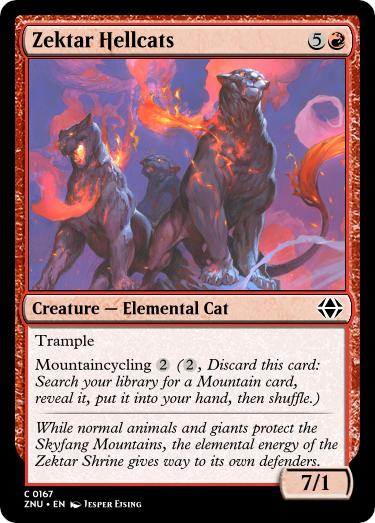 Zektar Hellcats 5
Creature — Elemental Cat
Trample
Mountaincycling 2 (2, Discard this card:
Search your library for a Mountain card,
reveal it, put it into your hand, then shuffle.)
While normal animals and giants protect the
Skyfang Mountains, the elemental energy of the
Zektar Shrine gives way to its own defenders.
7/1
C 0167
ZNU • EN Jesper Eising